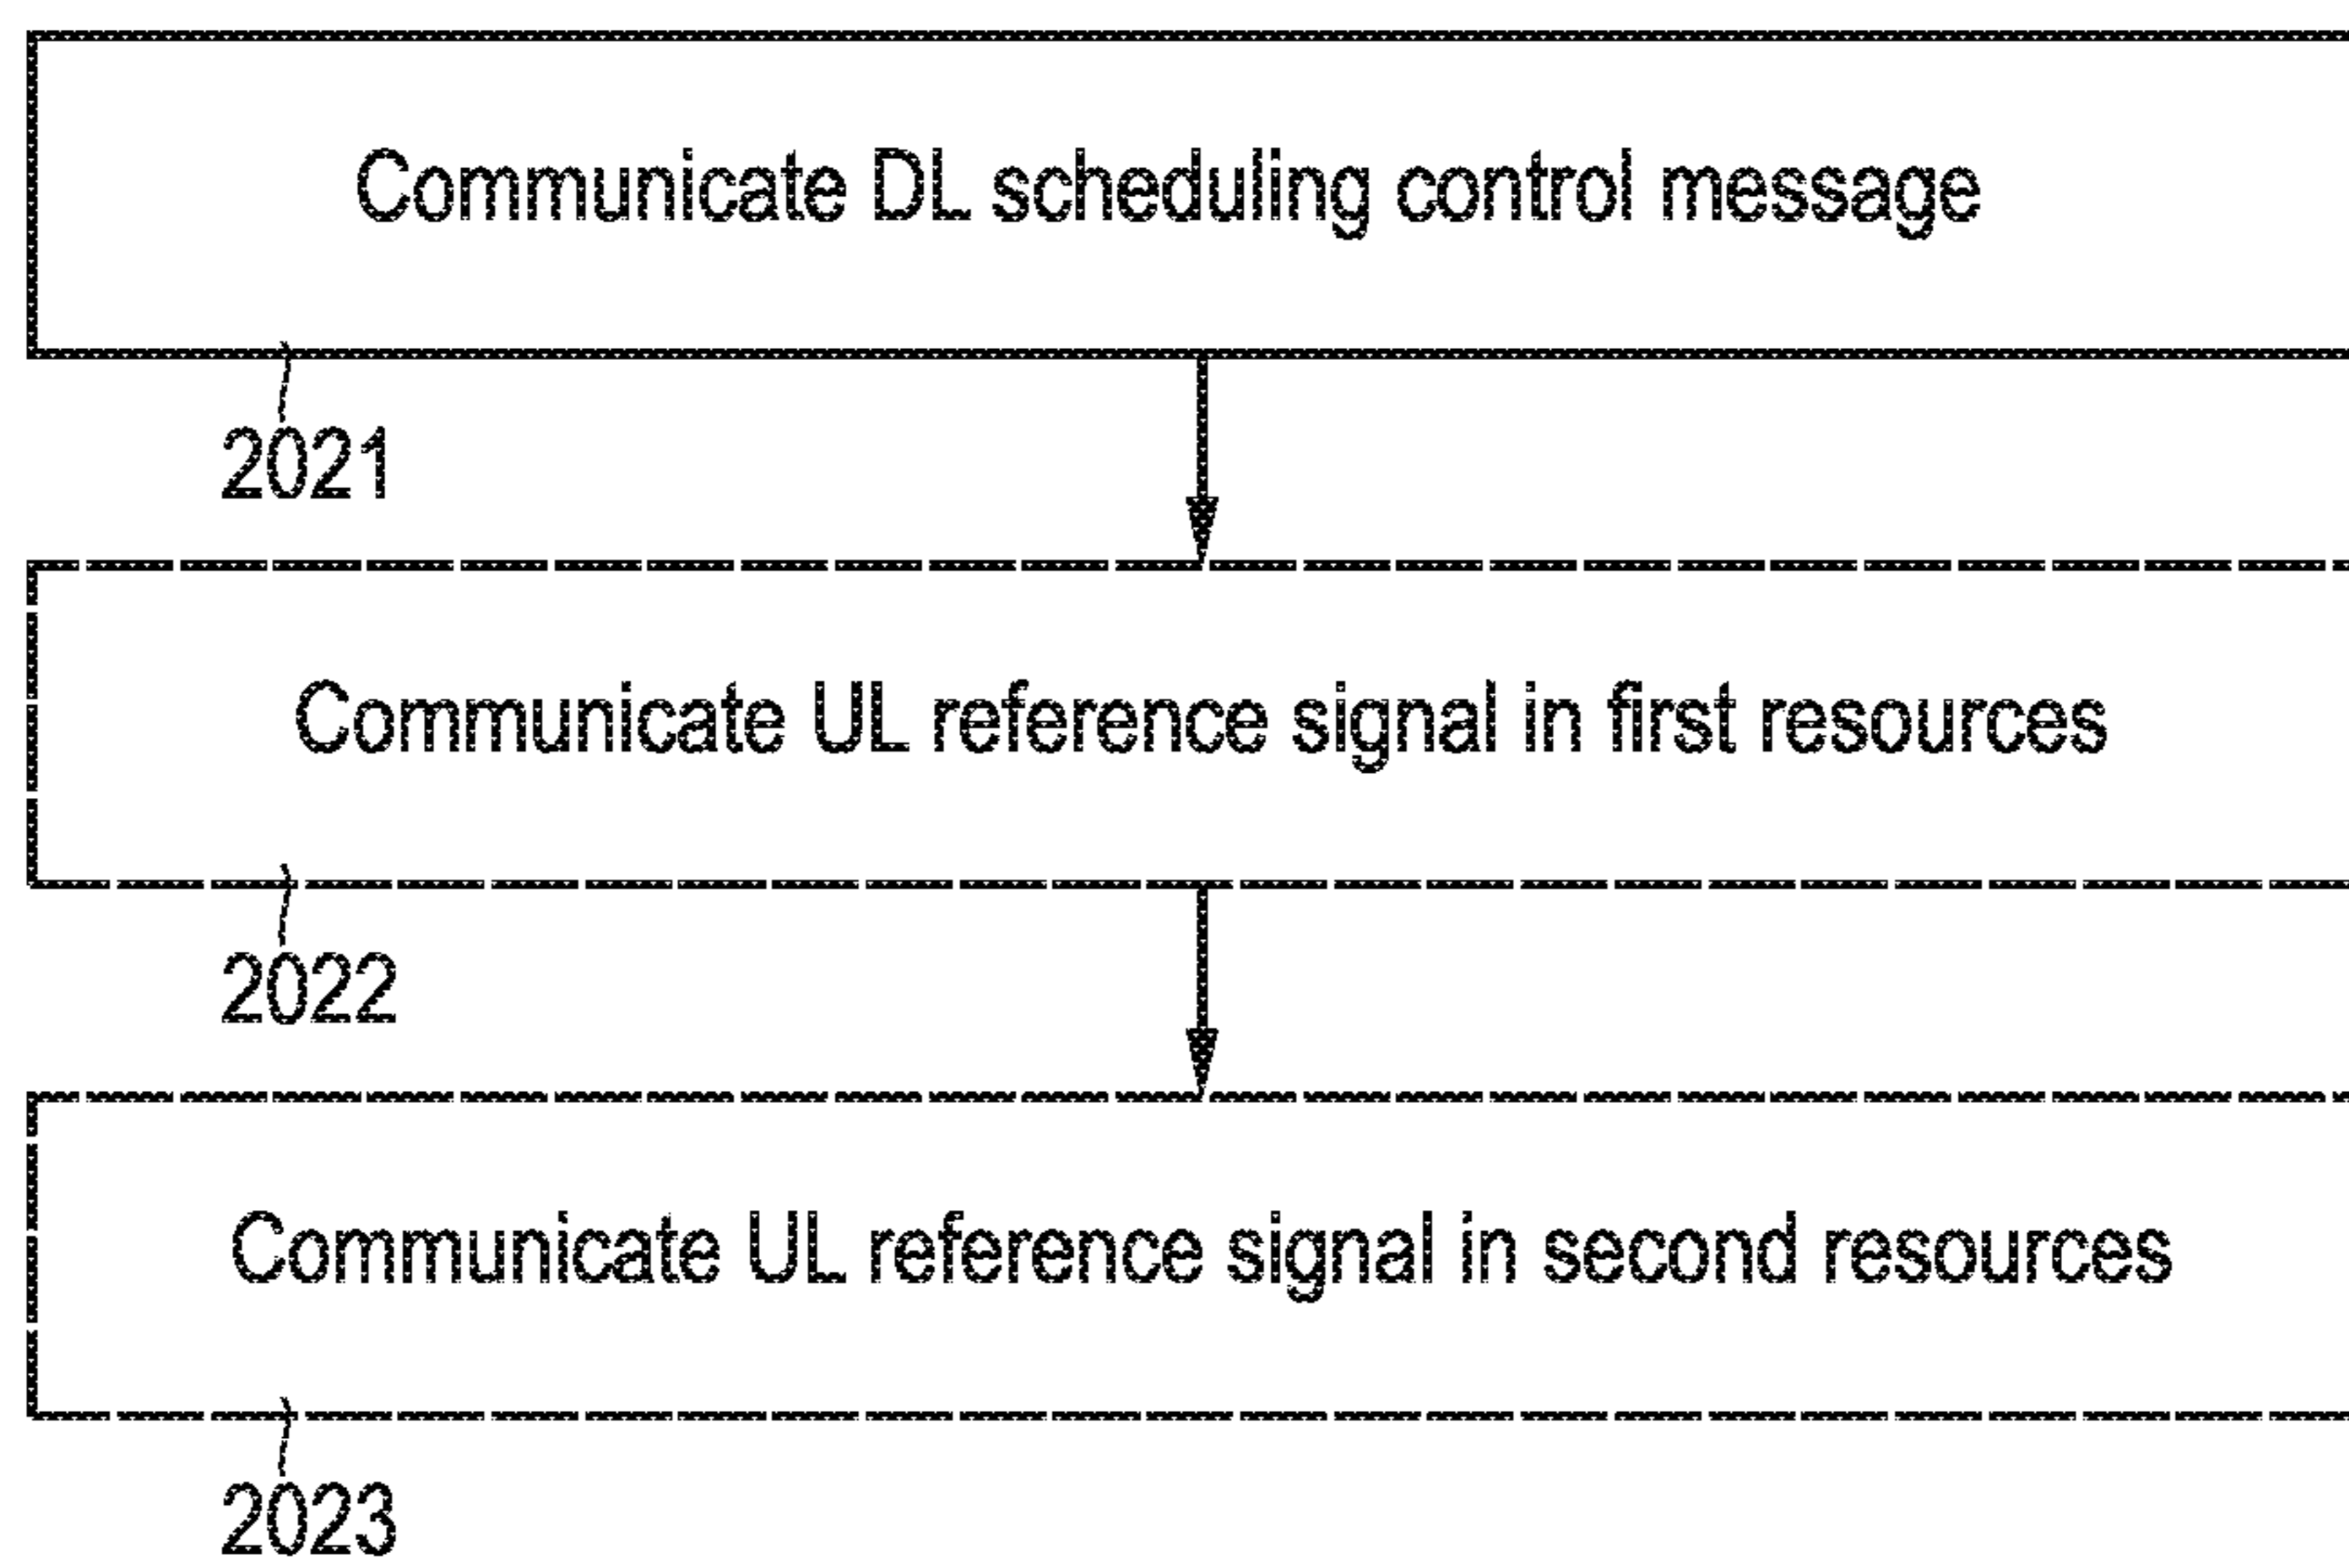 Communicate DL scheduling control message
2021
Communicate UL reference signal in first resources
2022
Communicate UL reference signal in second resources
2023